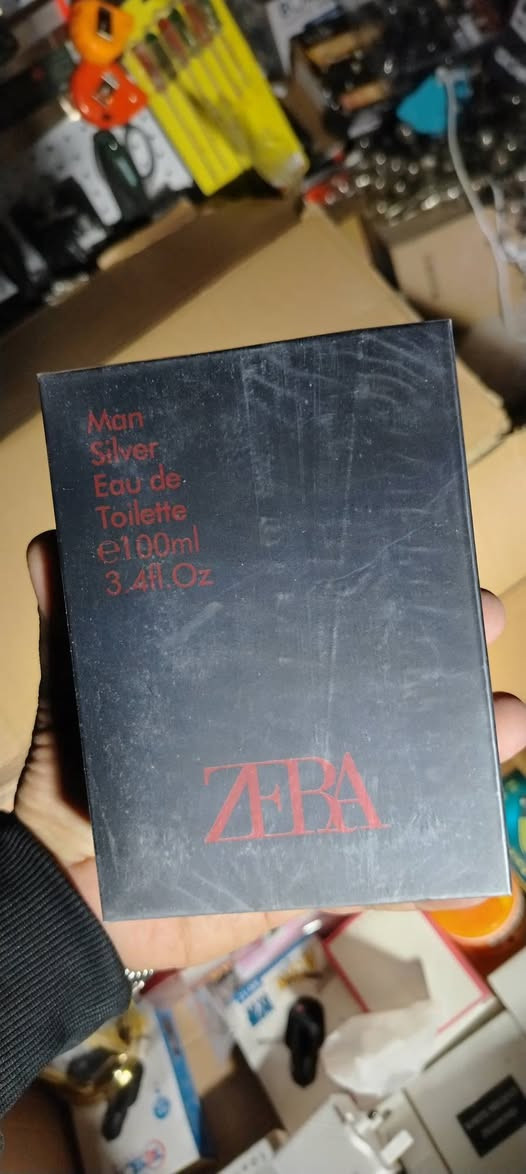 Man
Silver
Eau de
Toilette
℮100ml
3.4fl.Oz
ZEBA